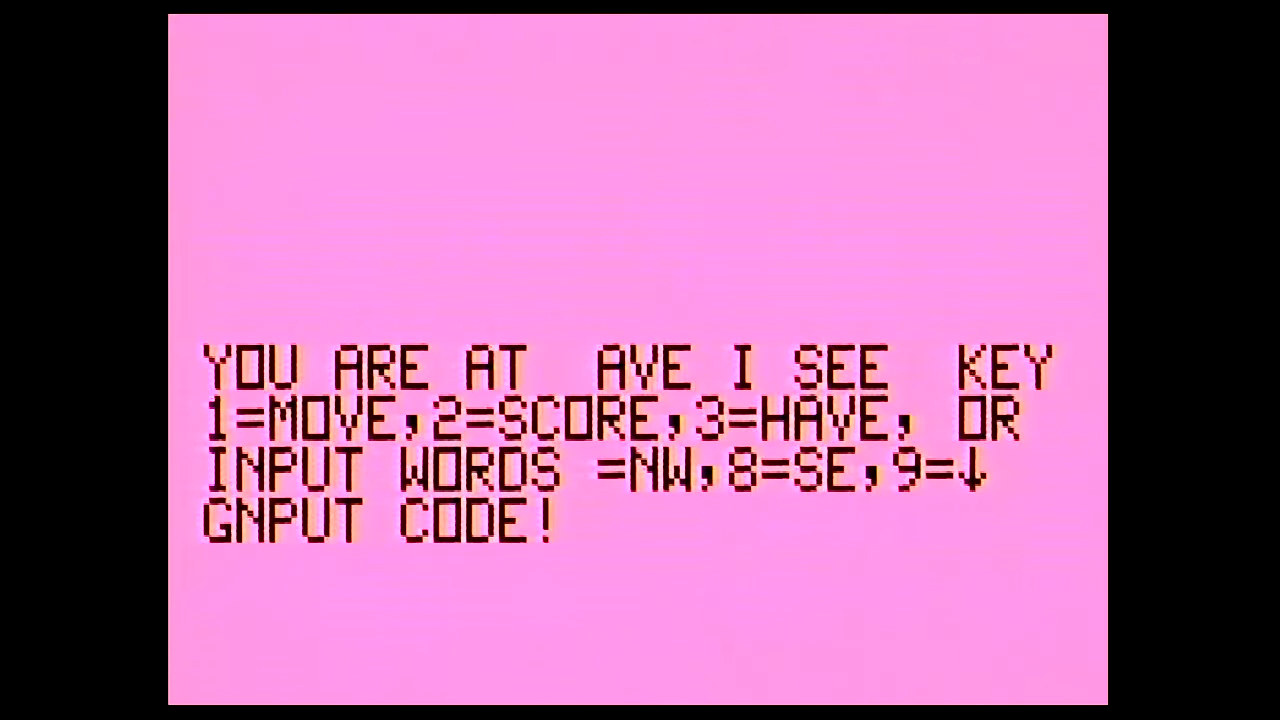 YOU ARE AT  AVE I SEE  KEY
1=MOVE,2=SCORE,3=HAVE, OR
INPUT WORDS =NW,8=SE,9=↓
GNPUT CODE!